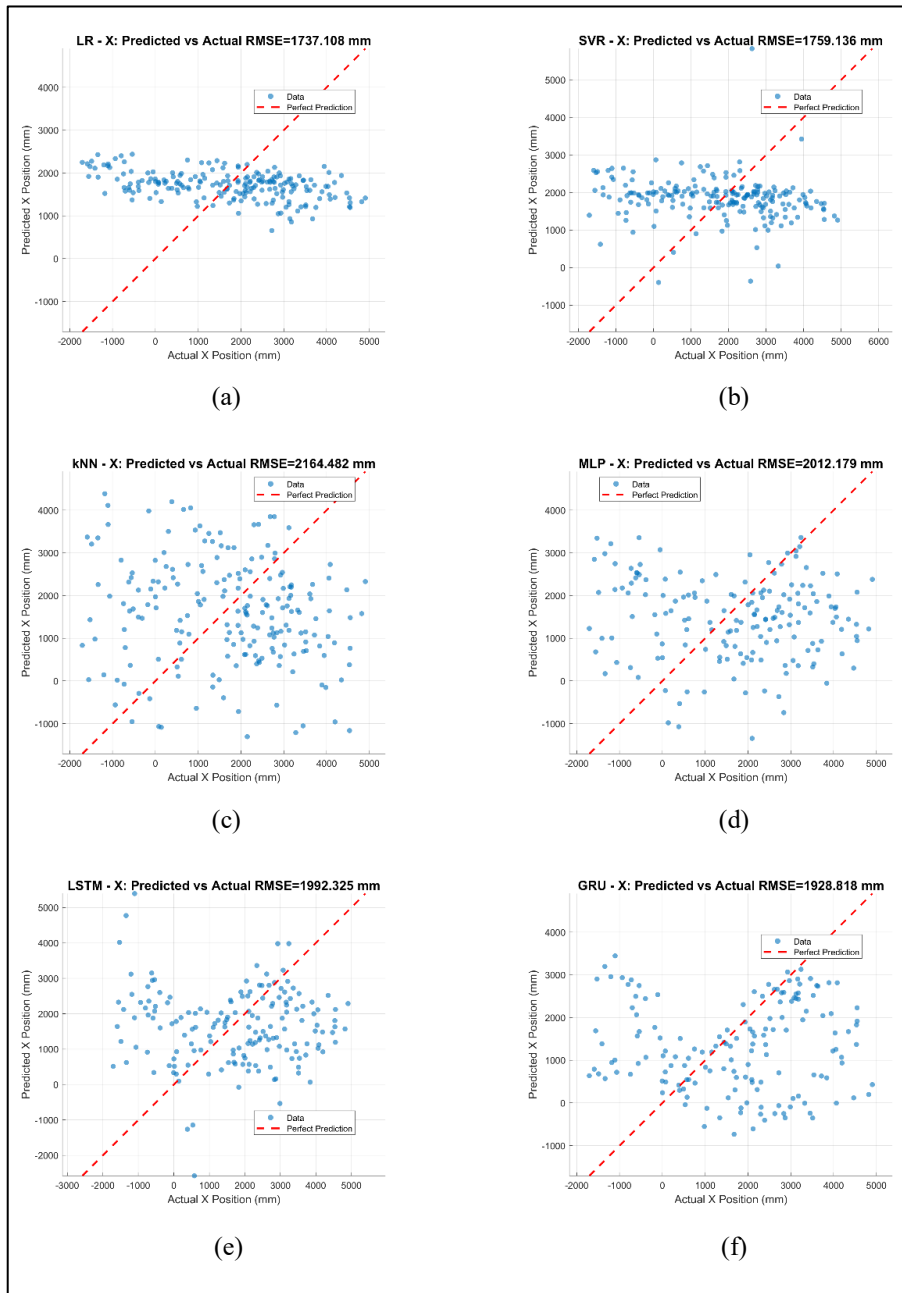 LR - X: Predicted vs Actual RMSE=1737.108 mm
Data
Perfect Prediction
4000
3000
2000
1000
0
-1000
Predicted X Position (mm)
-2000 -1000 0 1000 2000 3000 4000 5000
Actual X Position (mm)
(a)
SVR - X: Predicted vs Actual RMSE=1759.136 mm
Data
Perfect Prediction
5000
4000
3000
2000
1000
0
-1000
Predicted X Position (mm)
-2000 -1000 0 1000 2000 3000 4000 5000 6000
Actual X Position (mm)
(b)
kNN - X: Predicted vs Actual RMSE=2164.482 mm
Data
Perfect Prediction
4000
3000
2000
1000
0
-1000
Predicted X Position (mm)
-2000 -1000 0 1000 2000 3000 4000 5000
Actual X Position (mm)
(c)
MLP - X: Predicted vs Actual RMSE=2012.179 mm
Data
Perfect Prediction
4000
3000
2000
1000
0
-1000
Predicted X Position (mm)
-2000 -1000 0 1000 2000 3000 4000 5000
Actual X Position (mm)
(d)
LSTM - X: Predicted vs Actual RMSE=1992.325 mm
5000
4000
3000
2000
1000
0
-1000
-2000
Predicted X Position (mm)
Data
Perfect Prediction
-3000 -2000 -1000 0 1000 2000 3000 4000 5000
Actual X Position (mm)
(e)
GRU - X: Predicted vs Actual RMSE=1928.818 mm
Data
Perfect Prediction
4000
3000
2000
1000
0
-1000
Predicted X Position (mm)
-2000 -1000 0 1000 2000 3000 4000 5000
Actual X Position (mm)
(f)